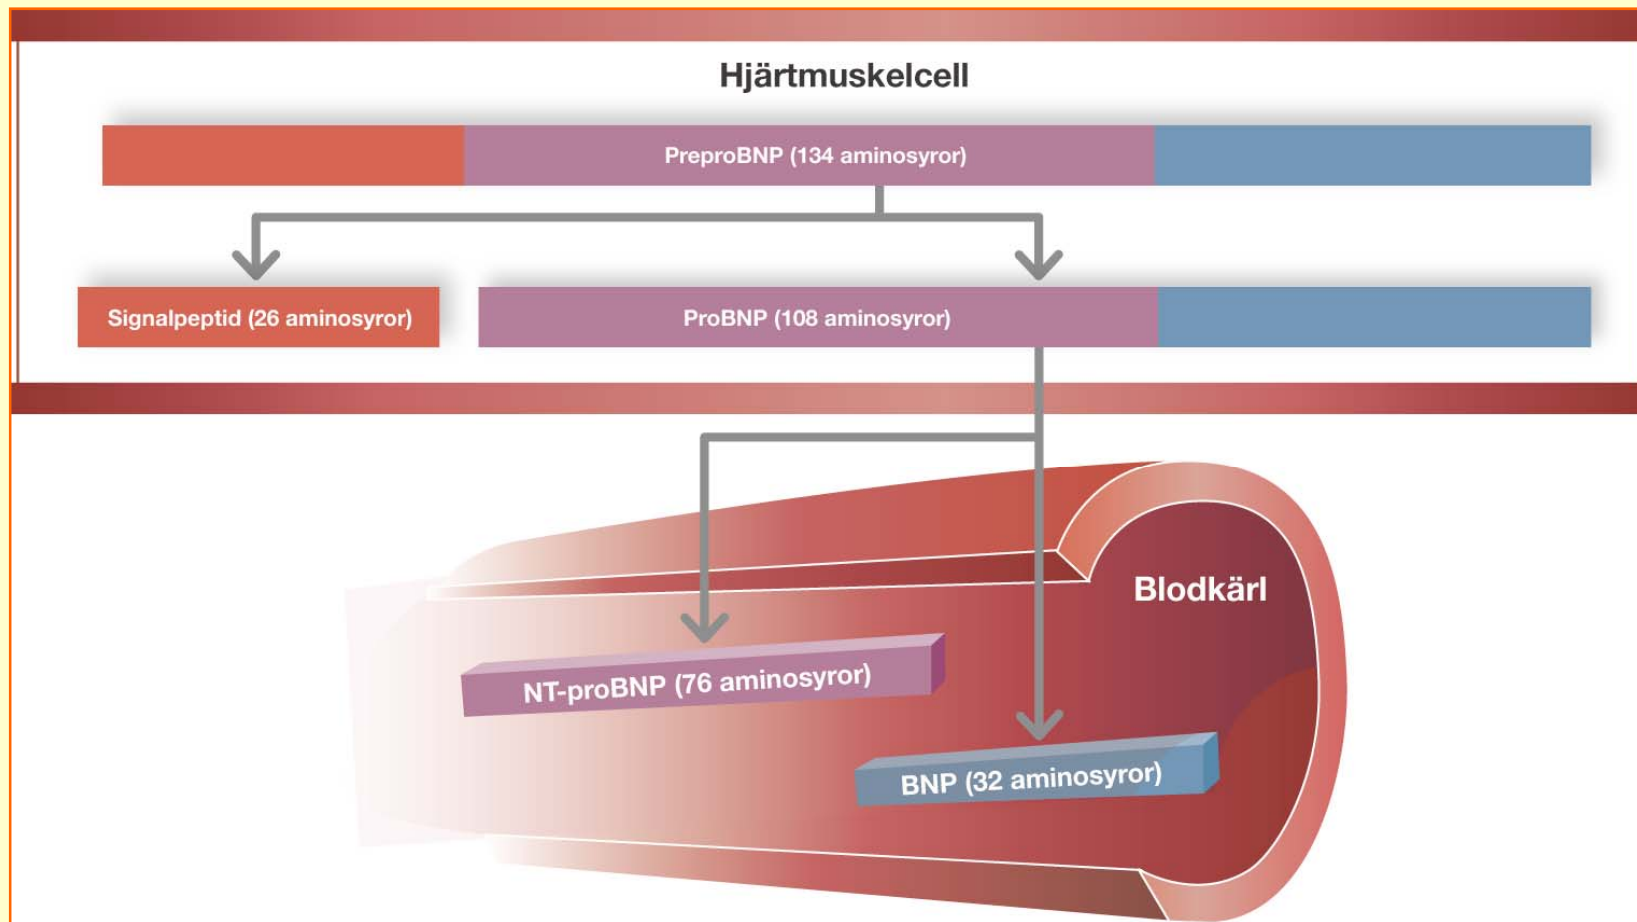 Hjärtmuskelcell
PreproBNP (134 aminosyror)
Signalpeptid (26 aminosyror)
ProBNP (108 aminosyror)
Blodkärl
NT-proBNP (76 aminosyror)
BNP (32 aminosyror)